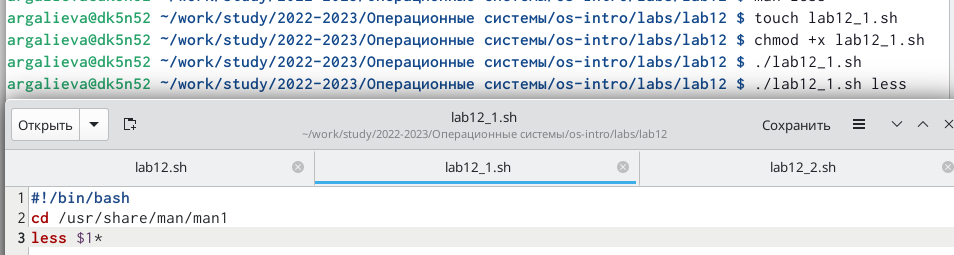 argalieva@dk5n52 ~/work/study/2022-2023/Операционные системы/os-intro/labs/lab12 $ touch lab12_1.sh
argalieva@dk5n52 ~/work/study/2022-2023/Операционные системы/os-intro/labs/lab12 $ chmod +x lab12_1.sh
argalieva@dk5n52 ~/work/study/2022-2023/Операционные системы/os-intro/labs/lab12 $ ./lab12_1.sh
argalieva@dk5n52 ~/work/study/2022-2023/Операционные системы/os-intro/labs/lab12 $ ./lab12_1.sh less
Открыть lab12_1.sh Сохранить
~/work/study/2022-2023/Операционные системы/os-intro/labs/lab12
lab12.sh lab12_1.sh lab12_2.sh
1 #!/bin/bash
2 cd /usr/share/man/man1
3 less $1*